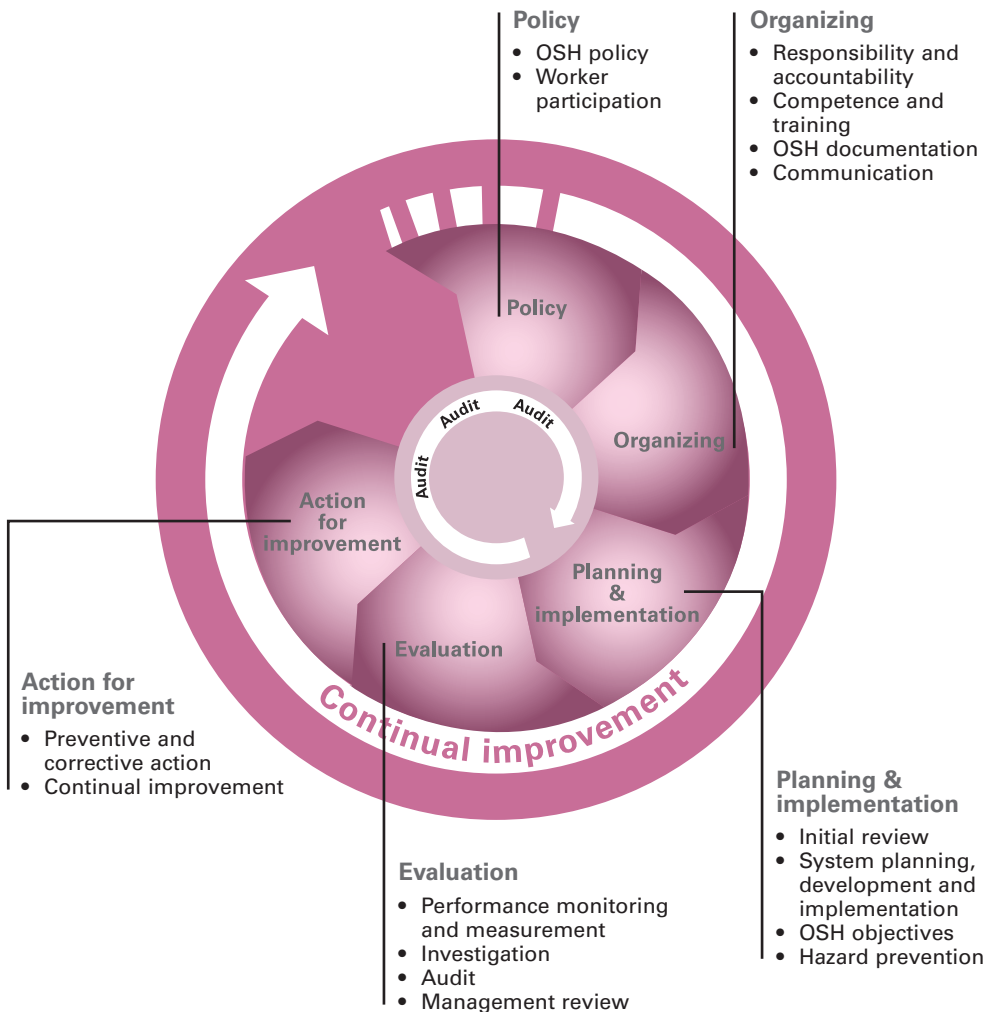 Policy
• OSH policy
• Worker
participation
Organizing
• Responsibility and
accountability
• Competence and
training
• OSH documentation
• Communication
Policy
Organizing
Audit
Audit
Audit
Action
for
improvement
Planning
&
implementation
Evaluation
Continual improvement
Action for
improvement
• Preventive and
corrective action
• Continual improvement
Evaluation
• Performance monitoring
and measurement
• Investigation
• Audit
• Management review
Planning &
implementation
• Initial review
• System planning,
development and
implementation
• OSH objectives
• Hazard prevention